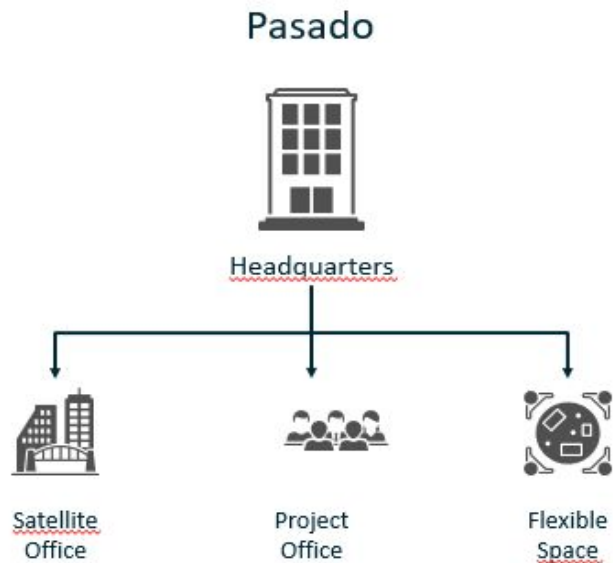 Pasado
Headquarters
Satellite
Office
Project
Office
Flexible
Space